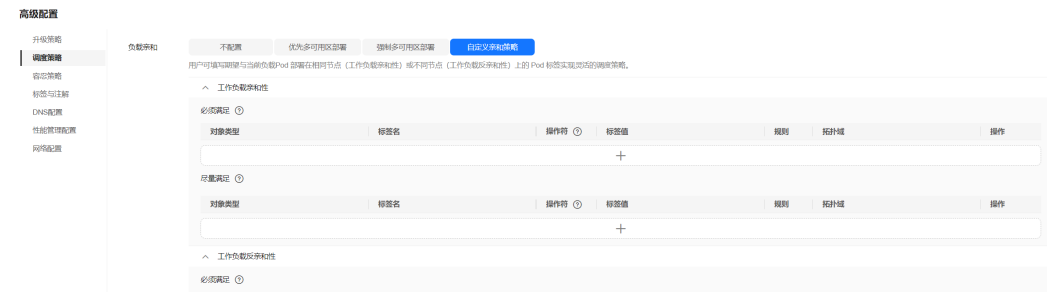 高级配置
升级策略
调度策略
容忍策略
标签与注解
DNS配置
性能管理配置
网络配置
负载亲和
不配置 优先多可用区部署 强制多可用区部署 自定义亲和策略
用户可填写期望与当前负载Pod 部署在相同节点（工作负载亲和性）或不同节点（工作负载反亲和性）上的 Pod 标签实现灵活的调度策略。
工作负载亲和性
必须满足 ?
对象类型 标签名 操作符 ? 标签值 规则 拓扑域 操作
+
尽量满足 ?
对象类型 标签名 操作符 ? 标签值 规则 拓扑域 操作
+
工作负载反亲和性
必须满足 ?